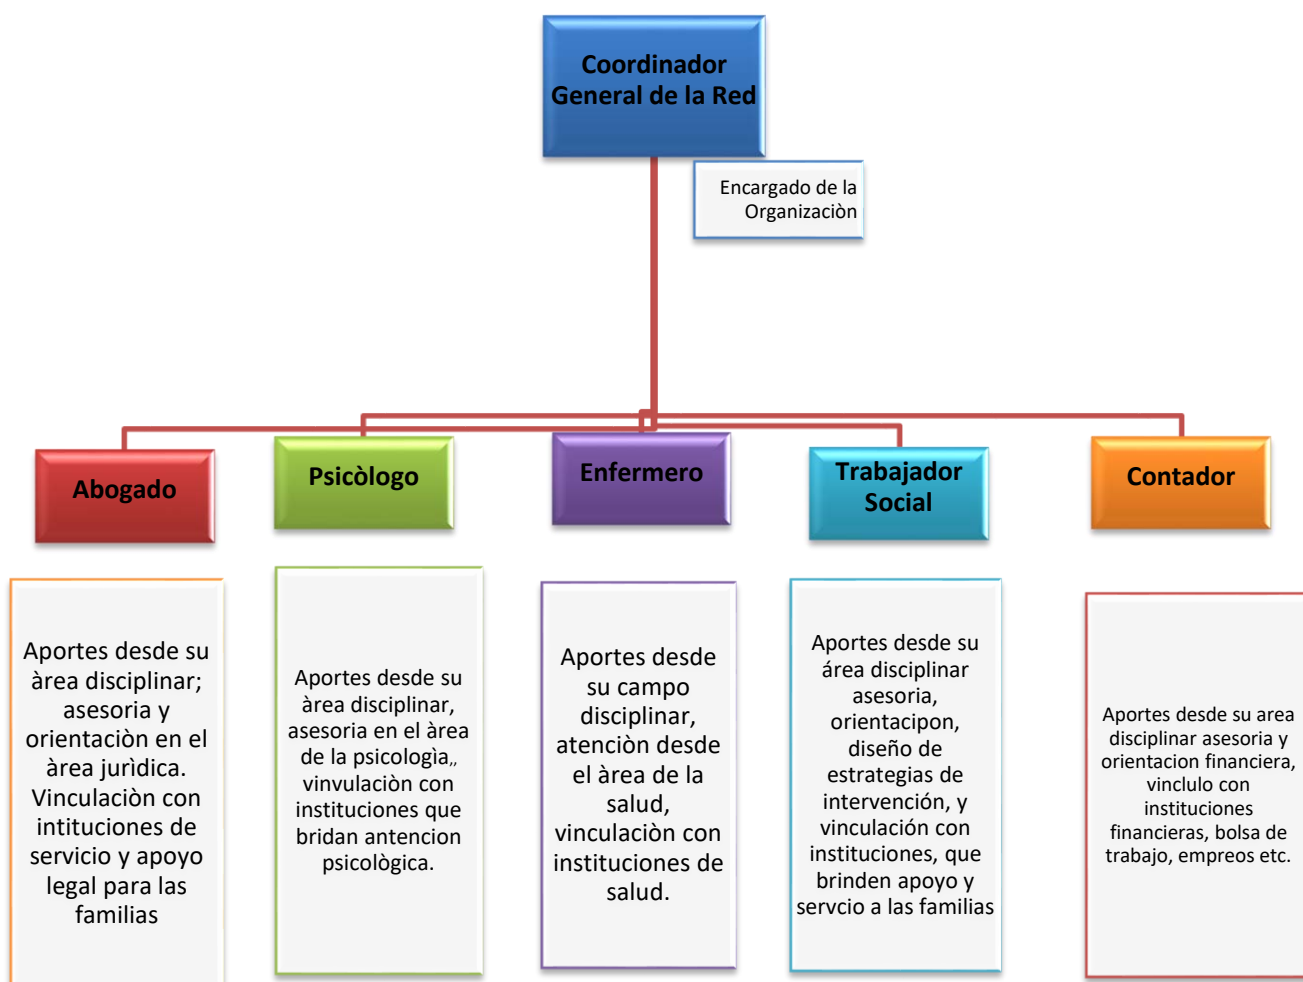 Coordinador
General de la Red
Encargado de la
Organizaciòn
Abogado
Psicòlogo
Enfermero
Trabajador
Social
Contador
Aportes desde su
àrea disciplinar;
asesoria y
orientaciòn en el
àrea jurìdica.
Vinculaciòn con
intituciones de
servicio y apoyo
legal para las
familias
Aportes desde su
àrea disciplinar,
asesoria en el àrea
de la psicologìa,,
vinvulaciòn con
instituciones que
bridan antencion
psicològica.
Aportes desde
su campo
disciplinar,
atenciòn desde
el àrea de la
salud,
vinculaciòn con
instituciones de
salud.
Aportes desde su
área disciplinar
asesoria,
orientacipon,
diseño de
estrategias de
intervención, y
vinculación con
instituciones, que
brinden apoyo y
servcio a las familias
Aportes desde su area
disciplinar asesoria y
orientacion financiera,
vinclulo con
instituciones
financieras, bolsa de
trabajo, empreos etc.